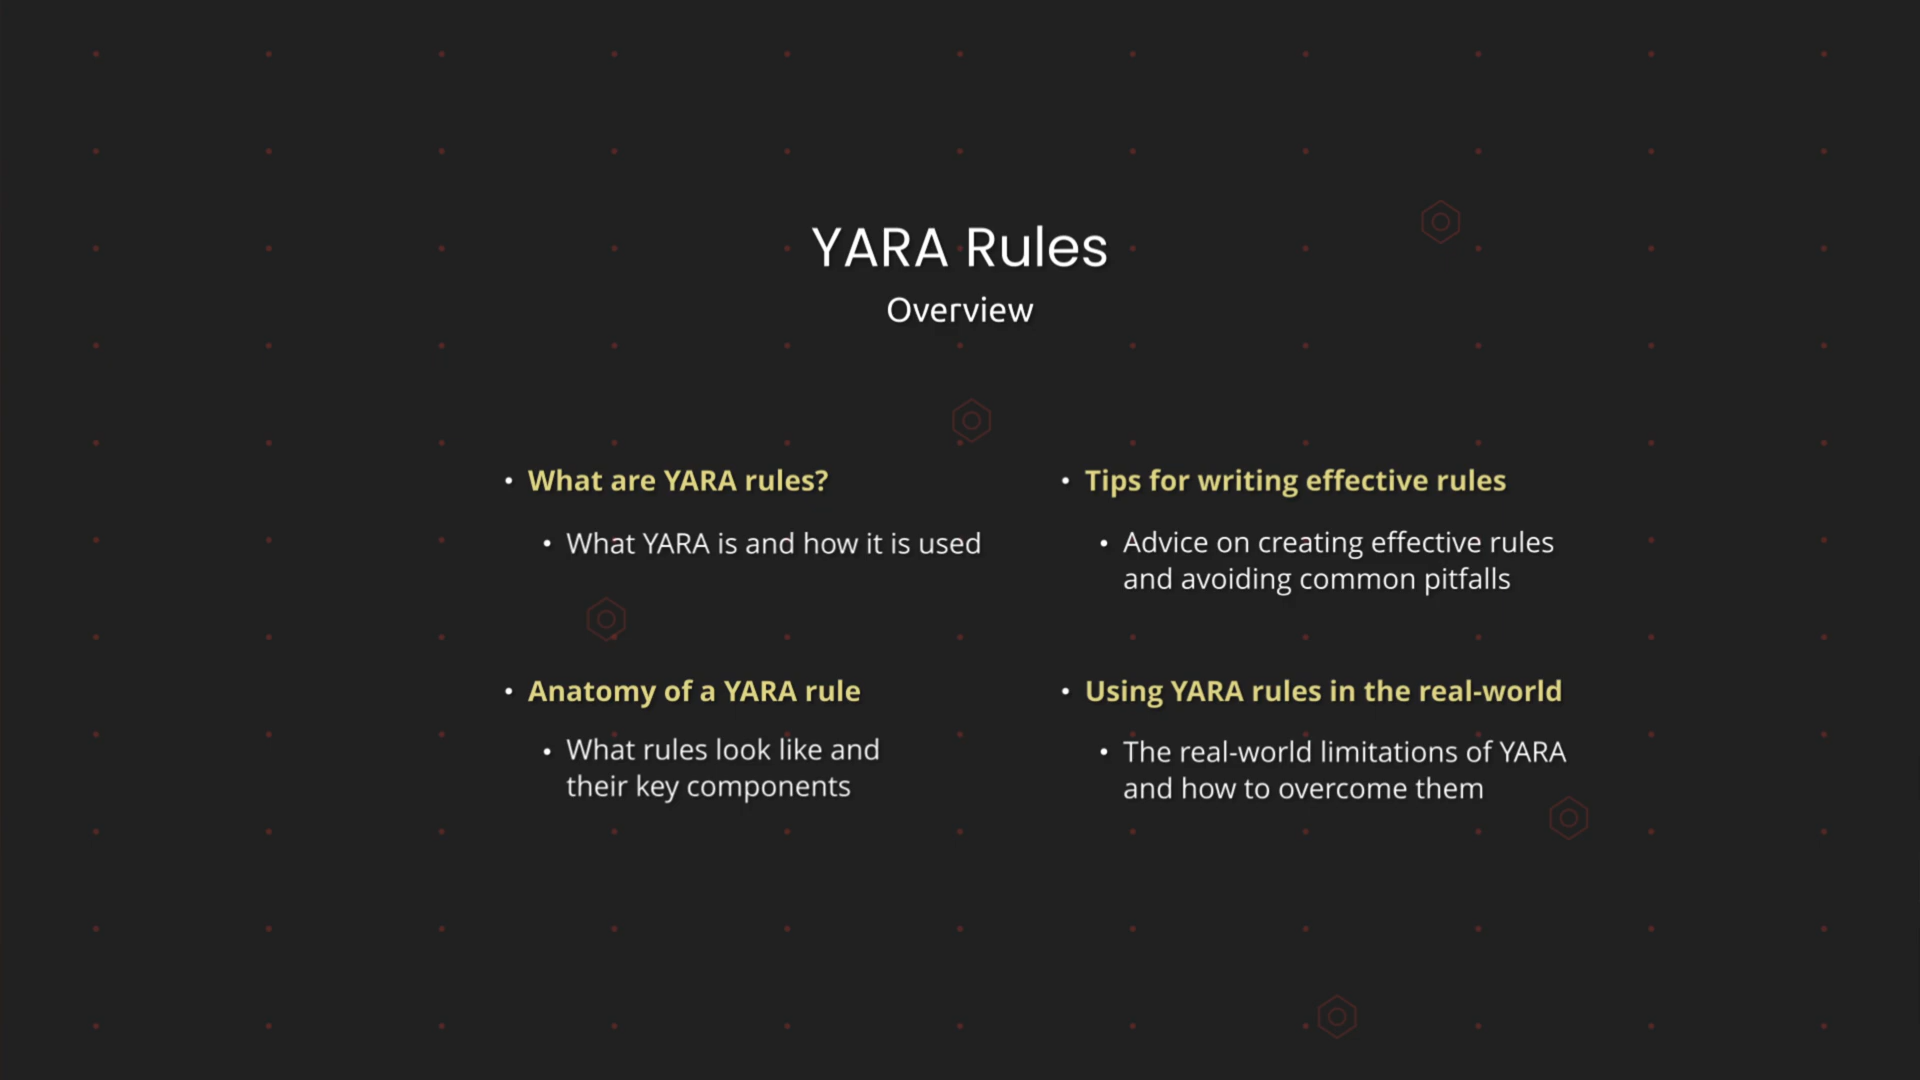 YARA Rules
Overview
• What are YARA rules?
• What YARA is and how it is used
• Anatomy of a YARA rule
• What rules look like and
their key components
• Tips for writing effective rules
• Advice on creating effective rules
and avoiding common pitfalls
• Using YARA rules in the real-world
• The real-world limitations of YARA
and how to overcome them